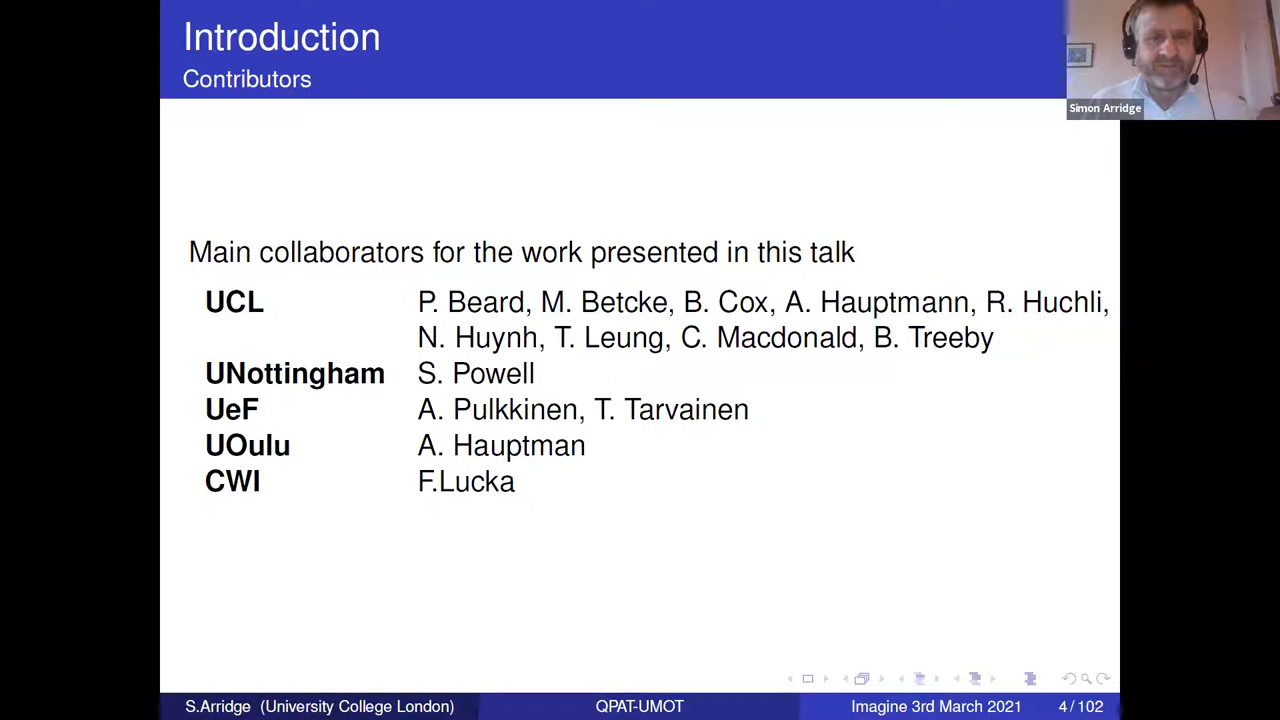 Introduction
Contributors
Simon Arridge
Main collaborators for the work presented in this talk
UCL P. Beard, M. Betcke, B. Cox, A. Hauptmann, R. Huchli,
N. Huynh, T. Leung, C. Macdonald, B. Treeby
UNottingham S. Powell
UeF A. Pulkkinen, T. Tarvainen
UOulu A. Hauptman
CWI F.Lucka
S.Arridge (University College London) QPAT-UMOT Imagine 3rd March 2021 4 / 102